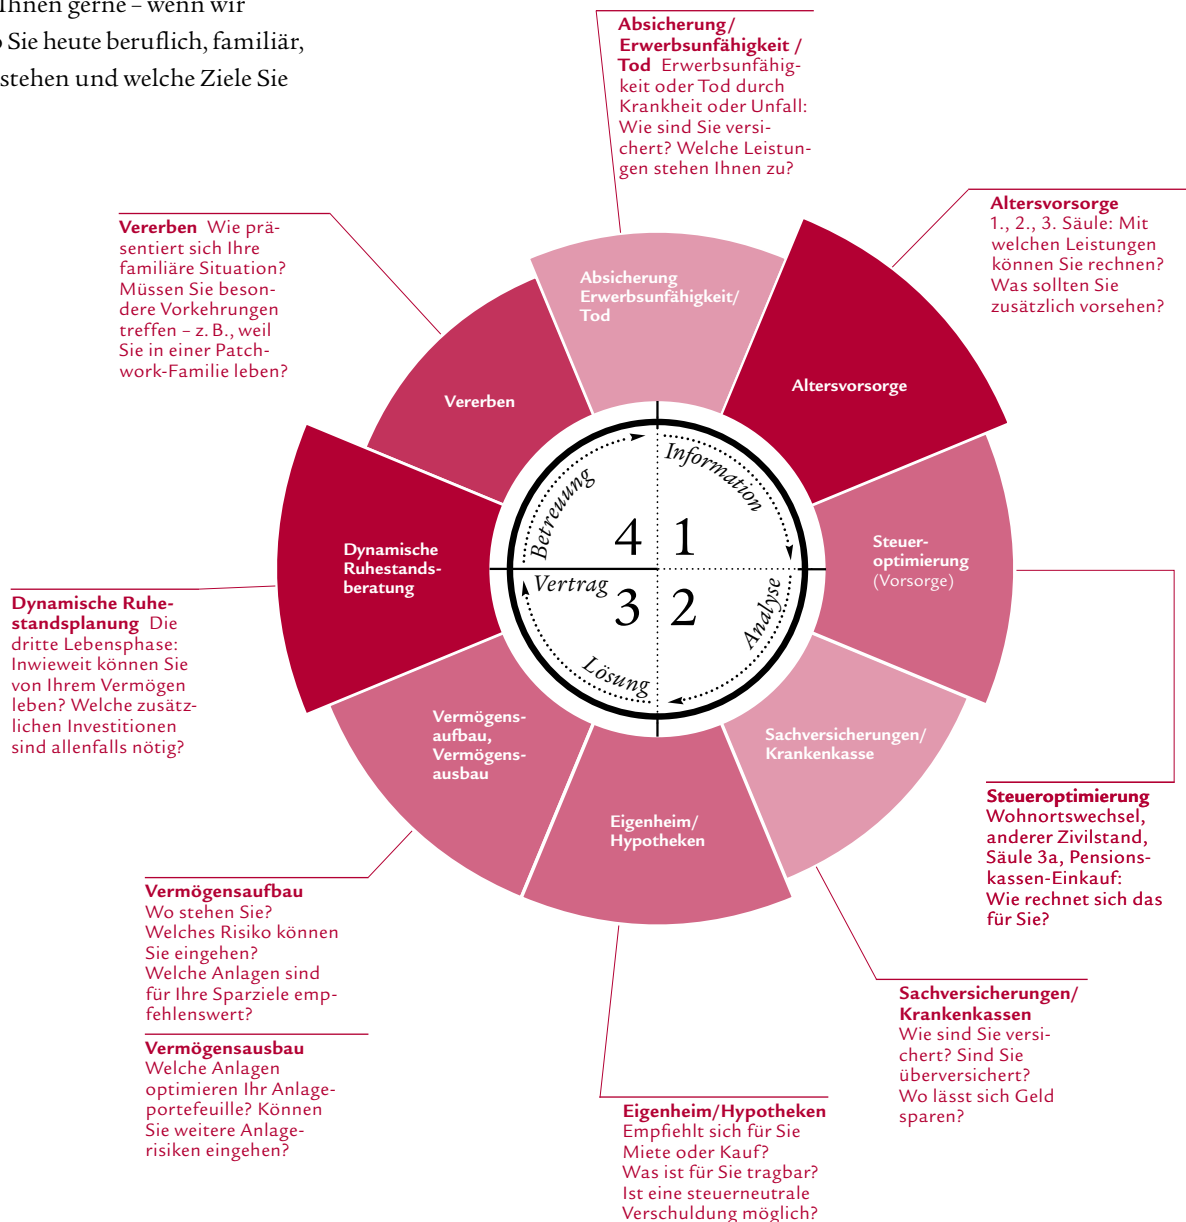 Ihnen gerne – wenn wir
Sie heute beruflich, familiär,
stehen und welche Ziele Sie
Absicherung/
Erwerbsunfähigkeit /
Tod Erwerbsunfähig-
keit oder Tod durch
Krankheit oder Unfall:
Wie sind Sie versi-
chert? Welche Leistun-
gen stehen Ihnen zu?
Altersvorsorge
1., 2., 3. Säule: Mit
welchen Leistungen
können Sie rechnen?
Was sollten Sie
zusätzlich vorsehen?
Vererben Wie prä-
sentiert sich Ihre
familiäre Situation?
Müssen Sie beson-
dere Vorkehrungen
treffen – z. B., weil
Sie in einer Patch-
work-Familie leben?
Absicherung
Erwerbsunfähigkeit/
Tod
Altersvorsorge
Vererben
Information
Betreuung
4 1
Steuer-
optimierung
(Vorsorge)
Dynamische
Ruhestands-
beratung
Vertrag
3 2
Analyse
Lösung
Dynamische Ruhe-
standsplanung Die
dritte Lebensphase:
Inwieweit können Sie
von Ihrem Vermögen
leben? Welche zusätz-
lichen Investitionen
sind allenfalls nötig?
Vermögens-
aufbau,
Vermögens-
ausbau
Sachversicherungen/
Krankenkasse
Eigenheim/
Hypotheken
Steueroptimierung
Wohnortswechsel,
anderer Zivilstand,
Säule 3a, Pensions-
kassen-Einkauf:
Wie rechnet sich das
für Sie?
Vermögensaufbau
Wo stehen Sie?
Welches Risiko können
Sie eingehen?
Welche Anlagen sind
für Ihre Sparziele emp-
fehlenswert?
Vermögensausbau
Welche Anlagen
optimieren Ihr Anlage-
portefeuille? Können
Sie weitere Anlage-
risiken eingehen?
Sachversicherungen/
Krankenkassen
Wie sind Sie versi-
chert? Sind Sie
überversichert?
Wo lässt sich Geld
sparen?
Eigenheim/Hypotheken
Empfiehlt sich für Sie
Miete oder Kauf?
Was ist für Sie tragbar?
Ist eine steuerneutrale
Verschuldung möglich?